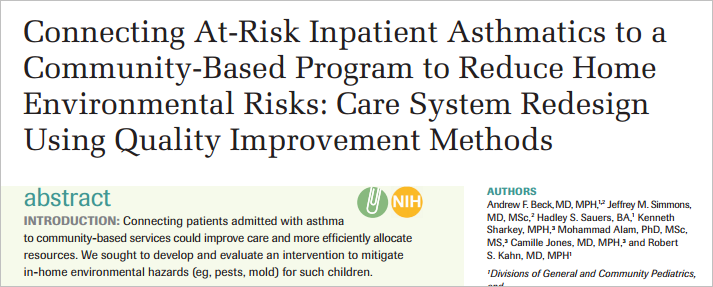 Connecting At-Risk Inpatient Asthmatics to a
Community-Based Program to Reduce Home
Environmental Risks: Care System Redesign
Using Quality Improvement Methods
abstract
NIH
INTRODUCTION: Connecting patients admitted with asthma
to community-based services could improve care and more efficiently allocate
resources. We sought to develop and evaluate an intervention to mitigate
in-home environmental hazards (eg, pests, mold) for such children.
AUTHORS
Andrew F. Beck, MD, MPH,1,2 Jeffrey M. Simmons,
MD, MSc,2 Hadley S. Sauers, BA,1 Kenneth
Sharkey, MPH,3 Mohammad Alam, PhD, MSc,
MS,3 Camille Jones, MD, MPH,3 and Robert
S. Kahn, MD, MPH1
1Divisions of General and Community Pediatrics,
and